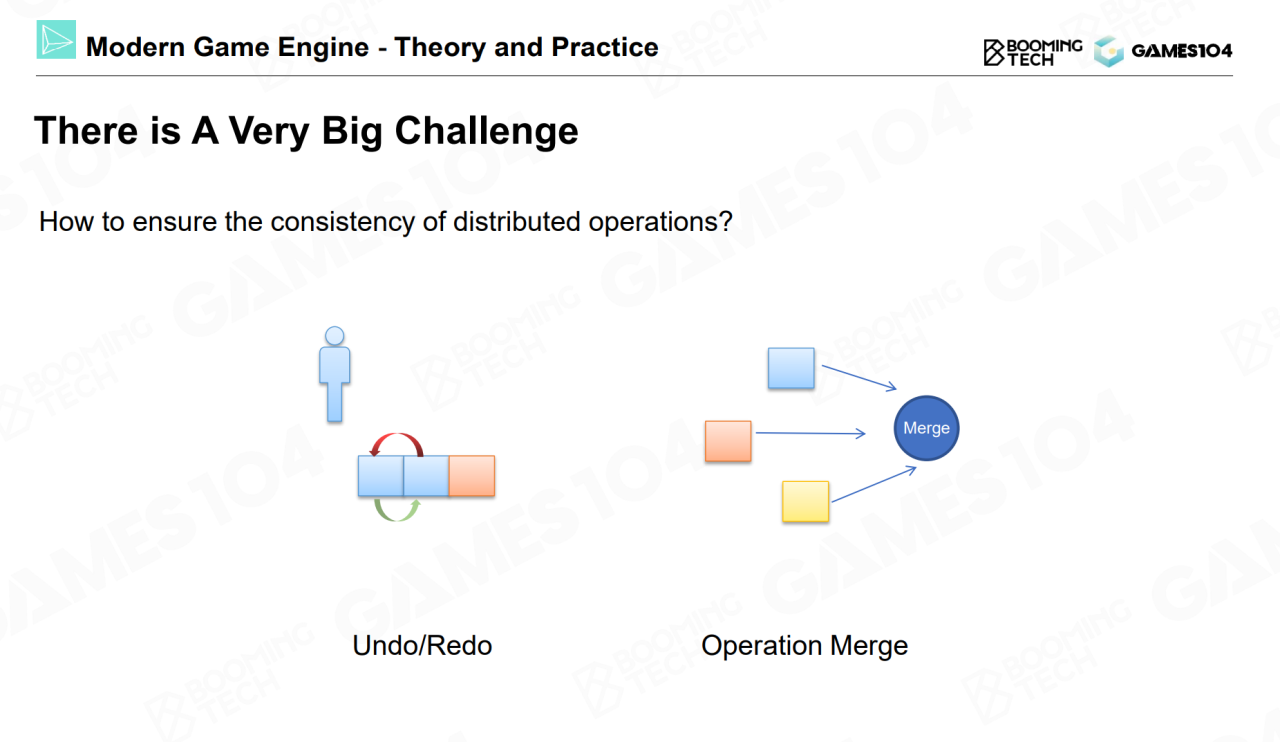 Modern Game Engine - Theory and Practice
BOOMING
TECH
GAMES104
There is A Very Big Challenge
How to ensure the consistency of distributed operations?
Merge
Undo/Redo
Operation Merge